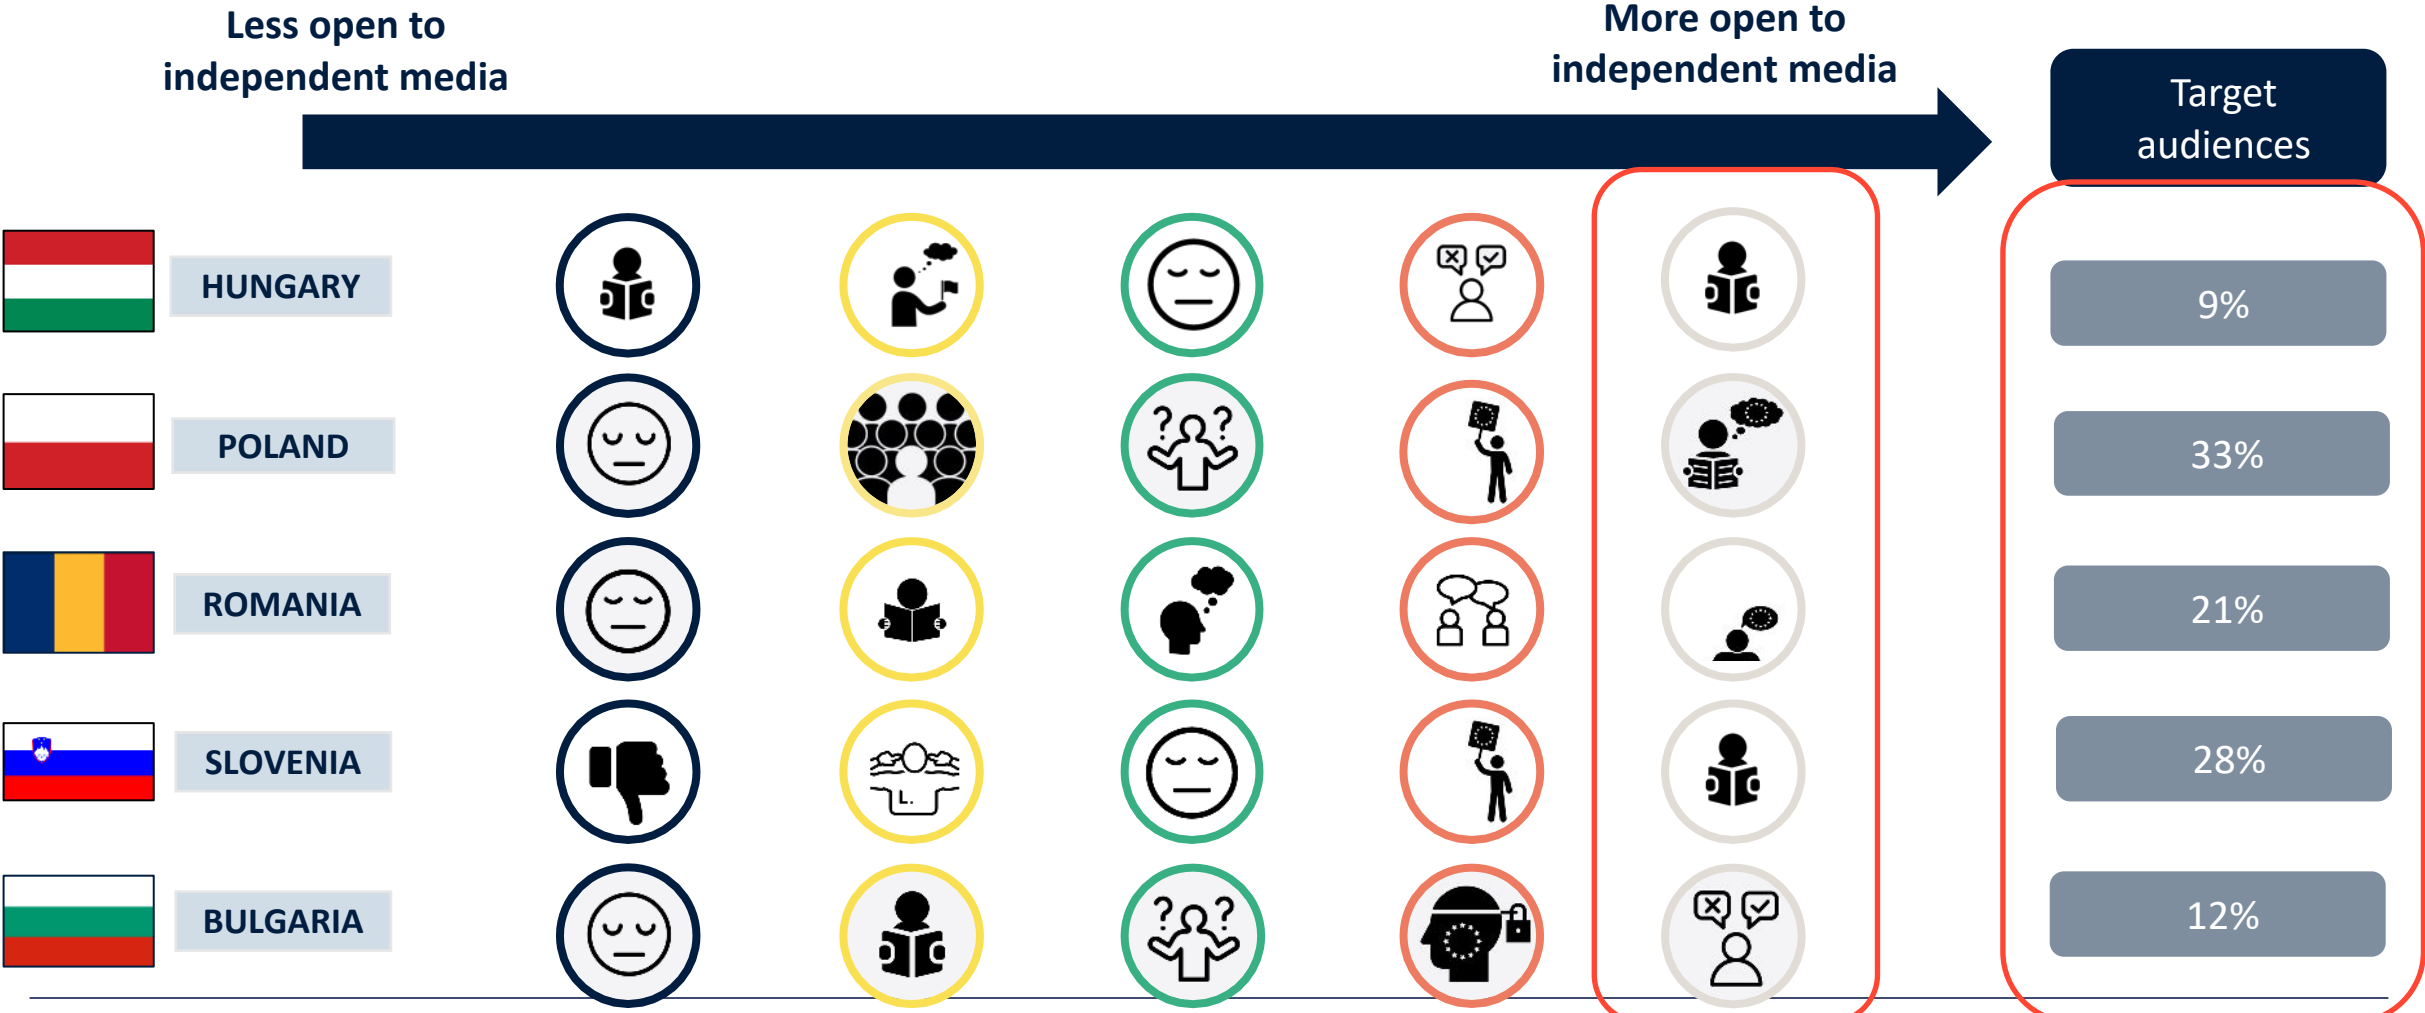 Less open to
independent media
More open to
independent media
Target
audiences
HUNGARY
9%
POLAND
33%
ROMANIA
21%
SLOVENIA
28%
BULGARIA
12%